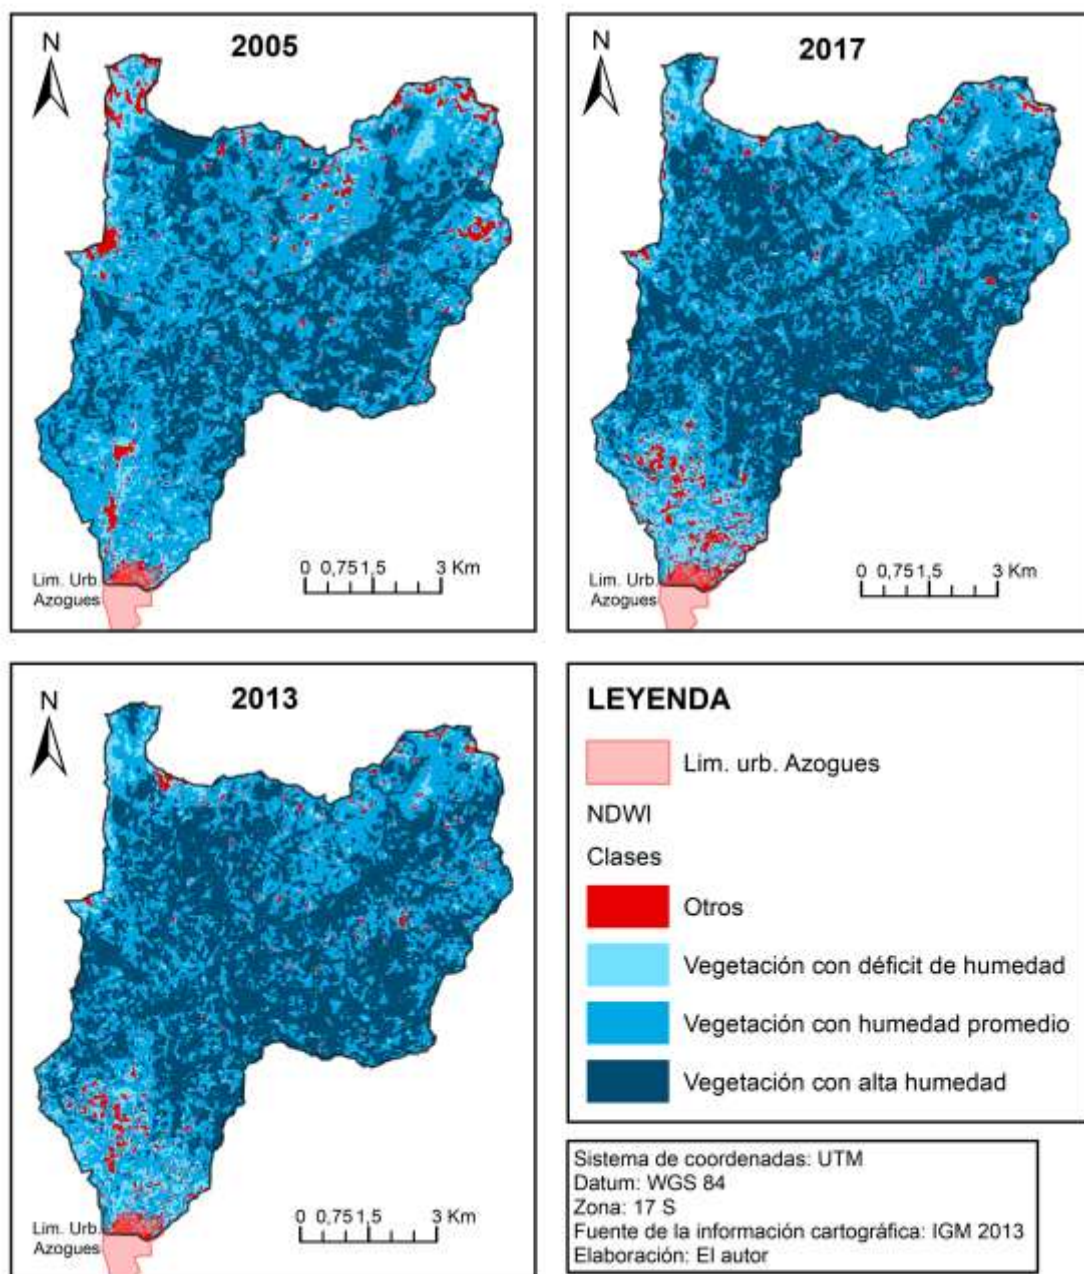 N
2005
0 0,75 1,5 3 Km
Lim. Urb.
Azogues
N
2017
0 0,75 1,5 3 Km
Lim. Urb.
Azogues
N
2013
0 0,75 1,5 3 Km
Lim. Urb.
Azogues
LEYENDA
Lim. urb. Azogues
NDWI
Clases
Otros
Vegetación con déficit de humedad
Vegetación con humedad promedio
Vegetación con alta humedad
Sistema de coordenadas: UTM
Datum: WGS 84
Zona: 17 S
Fuente de la información cartográfica: IGM 2013
Elaboración: El autor